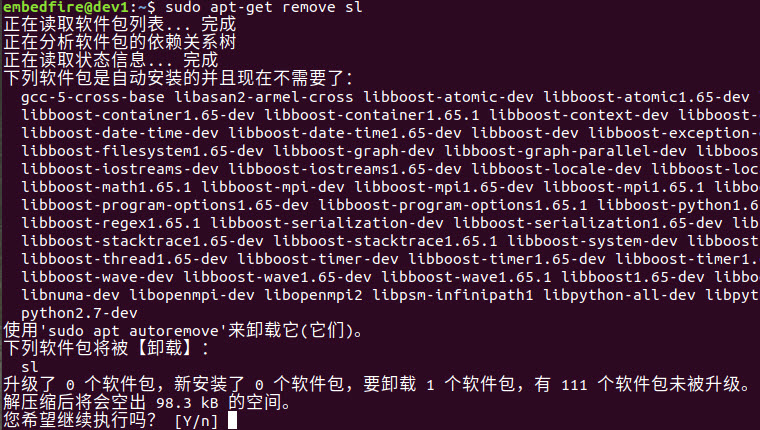 embedfire@dev1:~$ sudo apt-get remove sl
正在读取软件包列表... 完成
正在分析软件包的依赖关系树
正在读取状态信息... 完成
下列软件包是自动安装的并且现在不需要了：
gcc-5-cross-base libasan2-armel-cross libboost-atomic-dev libboost-atomic1.65-dev
libboost-container1.65-dev libboost-container1.65.1 libboost-context-dev libboost-
libboost-date-time-dev libboost-date-time1.65-dev libboost-dev libboost-exception-
libboost-filesystem1.65-dev libboost-graph-dev libboost-graph-parallel-dev libboos
libboost-iostreams-dev libboost-iostreams1.65-dev libboost-locale-dev libboost-loc
libboost-math1.65.1 libboost-mpi-dev libboost-mpi1.65-dev libboost-mpi1.65.1 libbo
libboost-program-options1.65-dev libboost-program-options1.65.1 libboost-python1.6
libboost-regex1.65.1 libboost-serialization-dev libboost-serialization1.65-dev lib
libboost-stacktrace1.65-dev libboost-stacktrace1.65.1 libboost-system-dev libboost
libboost-thread1.65-dev libboost-timer-dev libboost-timer1.65-dev libboost-timer1.
libboost-wave-dev libboost-wave1.65-dev libboost-wave1.65.1 libboost1.65-dev libbo
libnuma-dev libopenmpi-dev libopenmpi2 libpsm-infinipath1 libpython-all-dev libpyt
python2.7-dev
使用'sudo apt autoremove'来卸载它(它们)。
下列软件包将被【卸载】：
sl
升级了 0 个软件包，新安装了 0 个软件包，要卸载 1 个软件包，有 111 个软件包未被升级。
解压缩后将会空出 98.3 kB 的空间。
您希望继续执行吗？ [Y/n]